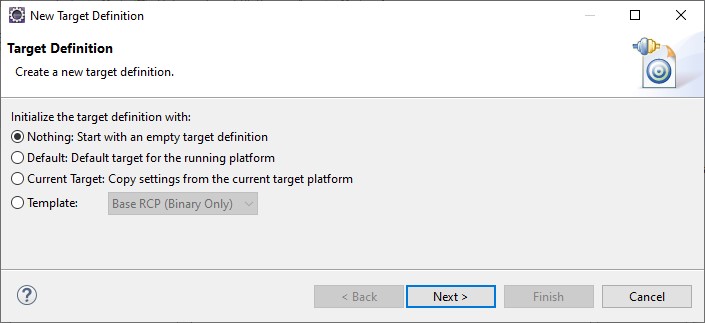 New Target Definition
Target Definition
Create a new target definition.
Initialize the target definition with:
Nothing: Start with an empty target definition
Default: Default target for the running platform
Current Target: Copy settings from the current target platform
Template: Base RCP (Binary Only)
? < Back Next > Finish Cancel